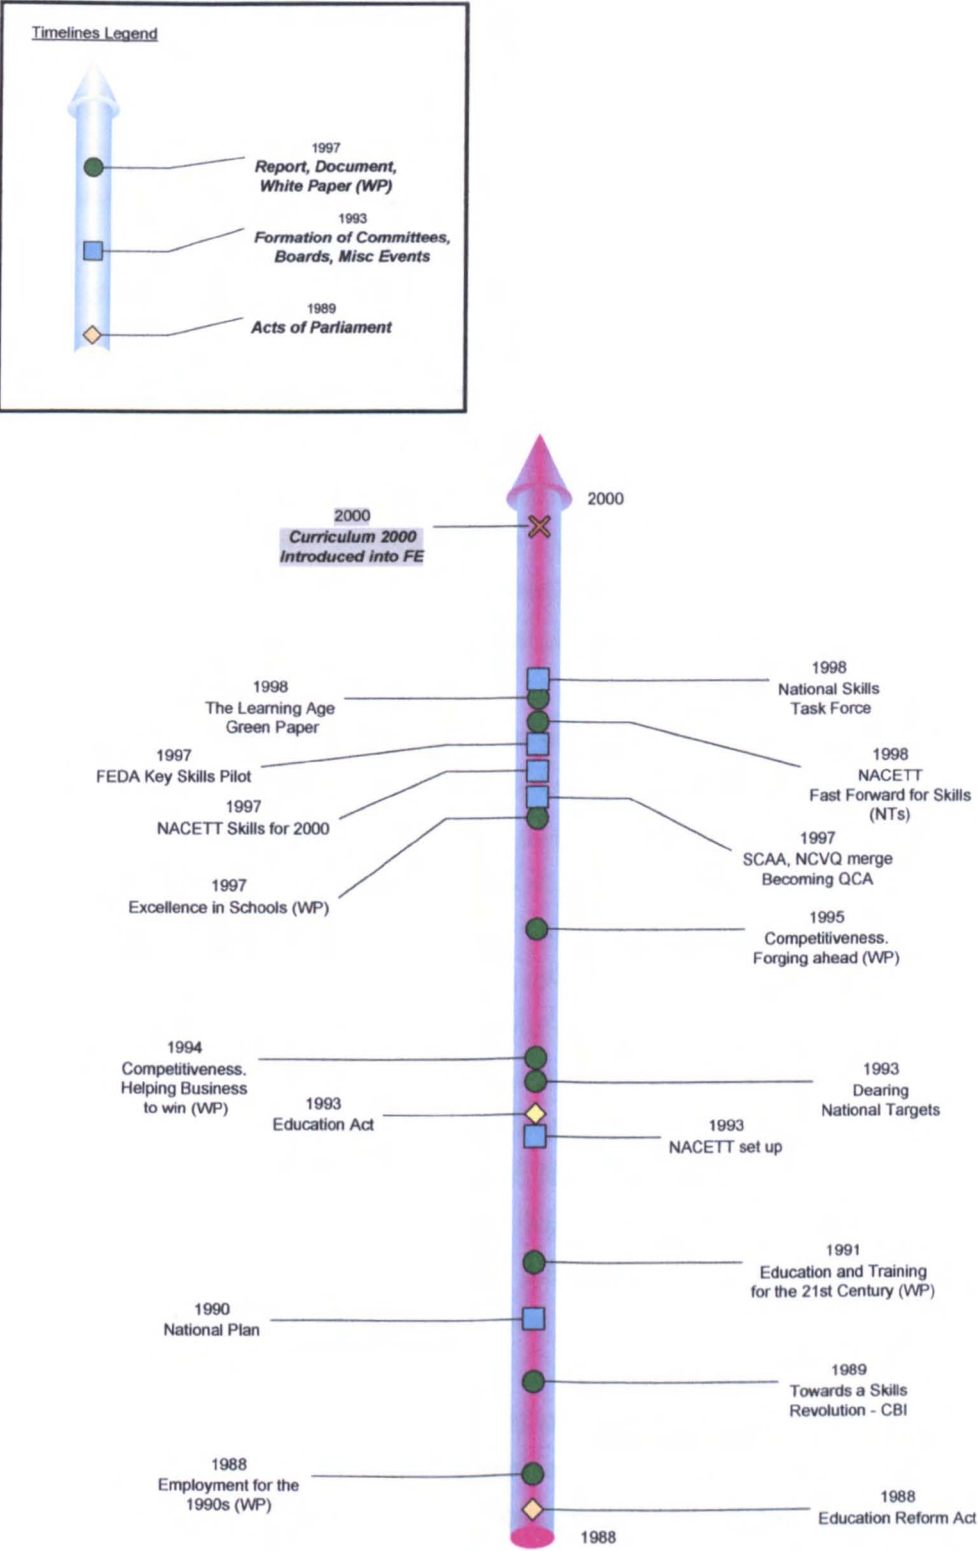 Timelines Legend
1997
Report, Document,
White Paper (WP)
1993
Formation of Committees,
Boards, Misc Events
1989
Acts of Parliament
2000
2000
Curriculum 2000
Introduced into FE
1998
National Skills
Task Force
1998
The Learning Age
Green Paper
1997
FEDA Key Skills Pilot
1998
NACETT
Fast Forward for Skills
(NTs)
1997
NACETT Skills for 2000
1997
SCAA, NCVQ merge
Becoming QCA
1997
Excellence in Schools (WP)
1995
Competitiveness.
Forging ahead (WP)
1994
Competitiveness.
Helping Business
to win (WP)
1993
Dearing
National Targets
1993
Education Act
1993
NACETT set up
1991
Education and Training
for the 21st Century (WP)
1990
National Plan
1989
Towards a Skills
Revolution - CBI
1988
Employment for the
1990s (WP)
1988
Education Reform Act
1988